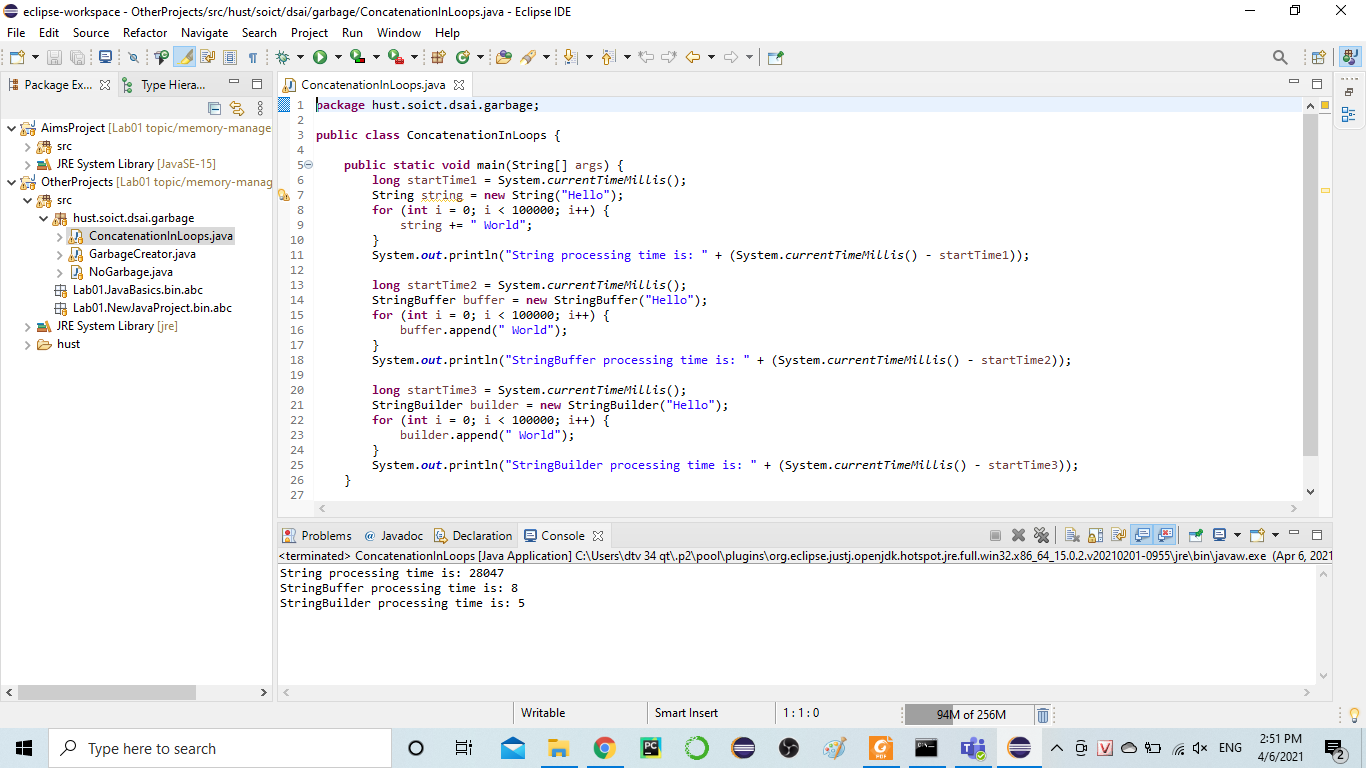 eclipse-workspace - OtherProjects/src/hust/soict/dsai/garbage/ConcatenationInLoops.java - Eclipse IDE
File Edit Source Refactor Navigate Search Project Run Window Help
Package Ex... Type Hiera...
AimsProject [Lab01 topic/memory-manage
src
JRE System Library [JavaSE-15]
OtherProjects [Lab01 topic/memory-manag
src
hust.soict.dsai.garbage
ConcatenationInLoops.java
GarbageCreator.java
NoGarbage.java
Lab01.JavaBasics.bin.abc
Lab01.NewJavaProject.bin.abc
JRE System Library [jre]
hust
ConcatenationInLoops.java
1 package hust.soict.dsai.garbage;
2
3 public class ConcatenationInLoops {
4
5 public static void main(String[] args) {
6 long startTime1 = System.currentTimeMillis();
7 String string = new String("Hello");
8 for (int i = 0; i < 100000; i++) {
9 string += " World";
10 }
11 System.out.println("String processing time is: " + (System.currentTimeMillis() - startTime1));
12
13 long startTime2 = System.currentTimeMillis();
14 StringBuffer buffer = new StringBuffer("Hello");
15 for (int i = 0; i < 100000; i++) {
16 buffer.append(" World");
17 }
18 System.out.println("StringBuffer processing time is: " + (System.currentTimeMillis() - startTime2));
19
20 long startTime3 = System.currentTimeMillis();
21 StringBuilder builder = new StringBuilder("Hello");
22 for (int i = 0; i < 100000; i++) {
23 builder.append(" World");
24 }
25 System.out.println("StringBuilder processing time is: " + (System.currentTimeMillis() - startTime3));
26 }
27
Problems @ Javadoc Declaration Console
<terminated> ConcatenationInLoops [Java Application] C:\Users\dtv 34 qt\.p2\pool\plugins\org.eclipse.justj.openjdk.hotspot.jre.full.win32.x86_64_15.0.2.v20210201-0955\jre\bin\javaw.exe (Apr 6, 2021
String processing time is: 28047
StringBuffer processing time is: 8
StringBuilder processing time is: 5
Writable Smart Insert 1 : 1 : 0 94M of 256M
Type here to search
PC
G
PDF
V
ENG
2:51 PM
4/6/2021
2